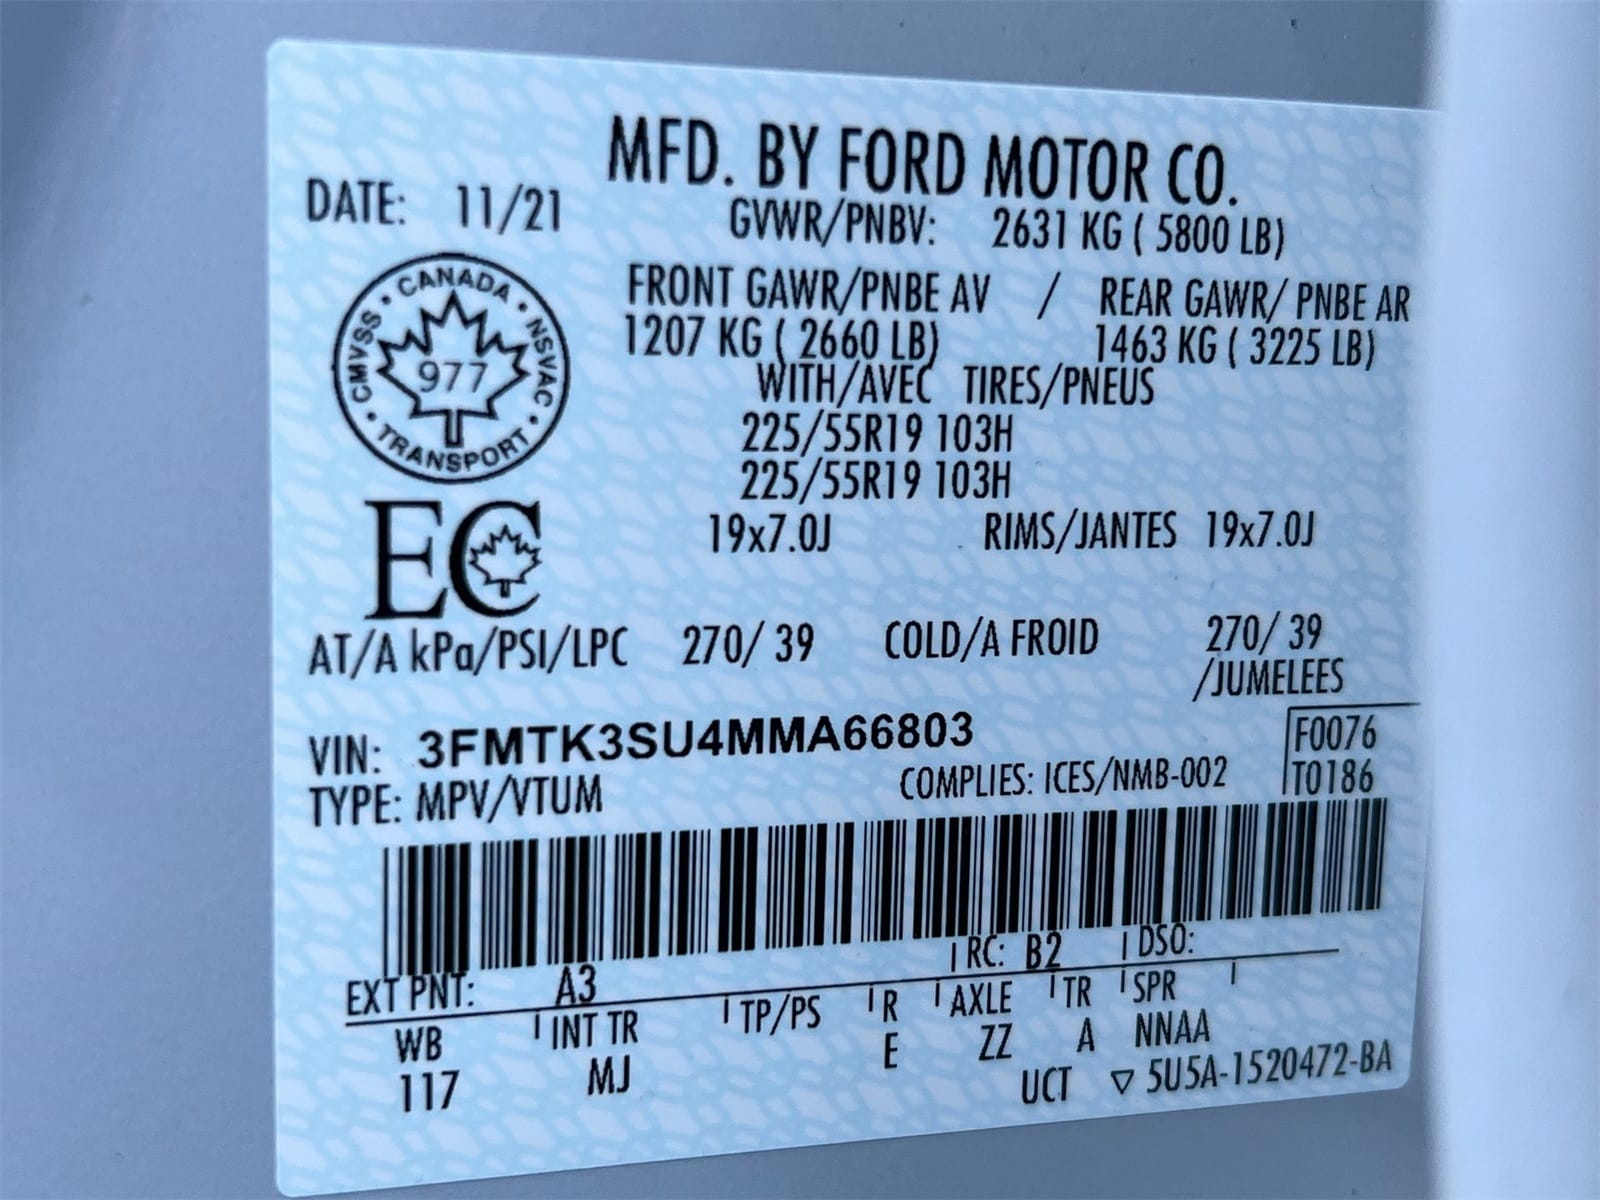 MFD. BY FORD MOTOR CO.
DATE: 11/21
GVWR/PNBV: 2631 KG ( 5800 LB)
FRONT GAWR/PNBE AV / REAR GAWR/ PNBE AR
1207 KG ( 2660 LB) 1463 KG ( 3225 LB)
WITH/AVEC TIRES/PNEUS
225/55R19 103H
225/55R19 103H
19x7.0J RIMS/JANTES 19x7.0J
CANADA • NSVAC • TRANSPORT • CMVSS •
977
EC
AT/A kPa/PSI/LPC 270/ 39 COLD/A FROID 270/ 39
/JUMELEES
VIN: 3FMTK3SU4MMA66803
F0076
TYPE: MPV/VTUM COMPLIES: ICES/NMB-002 T0186
EXT PNT: A3 RC: B2 DSO:
WB INT TR TP/PS R AXLE TR SPR
117 MJ E ZZ A NNAA
UCT ▽ 5U5A-1520472-BA